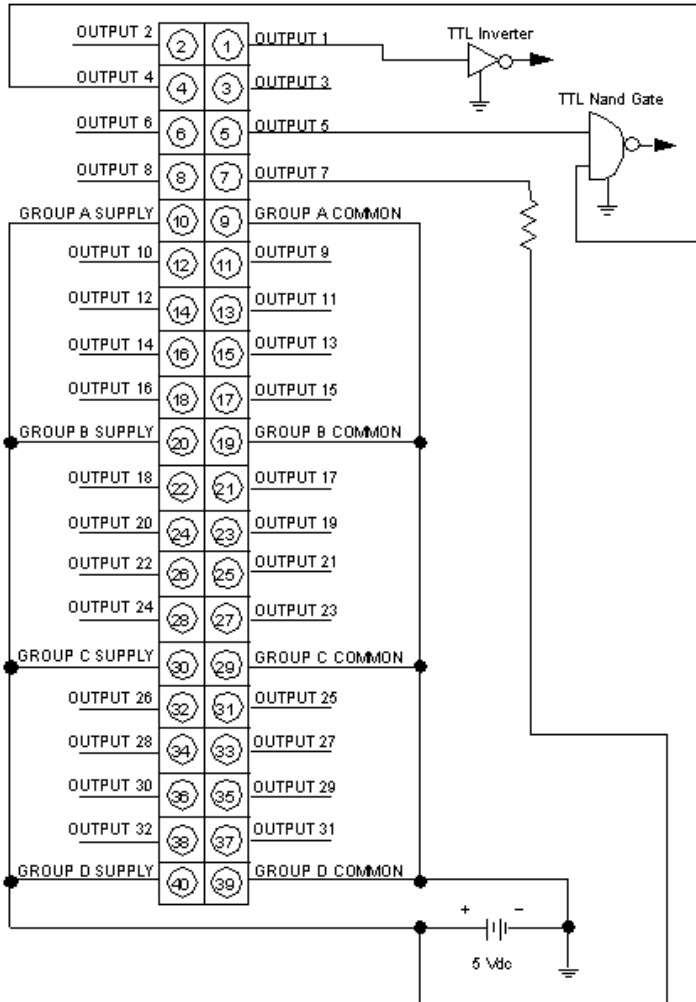 OUTPUT 2 2 1 OUTPUT 1 TTL Inverter
OUTPUT 4 4 3 OUTPUT 3
TTL Nand Gate
OUTPUT 6 6 5 OUTPUT 5
OUTPUT 8 8 7 OUTPUT 7
GROUP A SUPPLY 10 9 GROUP A COMMON
OUTPUT 10 12 11 OUTPUT 9
OUTPUT 12 14 13 OUTPUT 11
OUTPUT 14 16 15 OUTPUT 13
OUTPUT 16 18 17 OUTPUT 15
GROUP B SUPPLY 20 19 GROUP B COMMON
OUTPUT 18 22 21 OUTPUT 17
OUTPUT 20 24 23 OUTPUT 19
OUTPUT 22 26 25 OUTPUT 21
OUTPUT 24 28 27 OUTPUT 23
GROUP C SUPPLY 30 29 GROUP C COMMON
OUTPUT 26 32 31 OUTPUT 25
OUTPUT 28 34 33 OUTPUT 27
OUTPUT 30 36 35 OUTPUT 29
OUTPUT 32 38 37 OUTPUT 31
GROUP D SUPPLY 40 39 GROUP D COMMON
+ −
5 Vdc